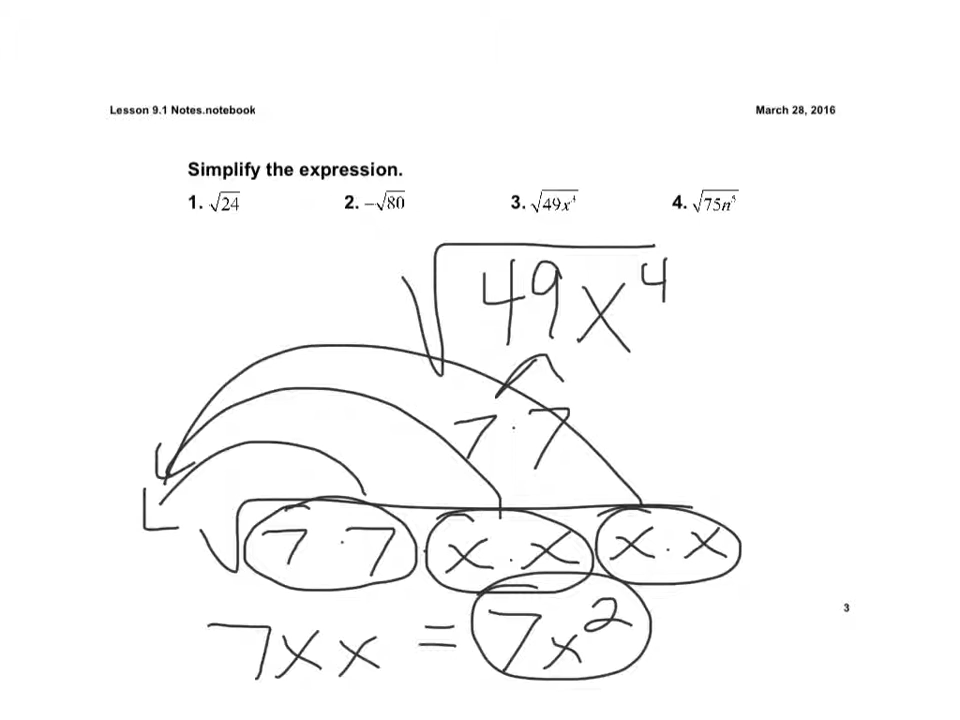 Lesson 9.1 Notes.notebook March 28, 2016
Simplify the expression.
1. √24 2. -√80 3. √49x⁴ 4. √75n⁵
√49x⁴
7 · 7
√7 · 7 · x · x x · x
7xx = 7x²
3